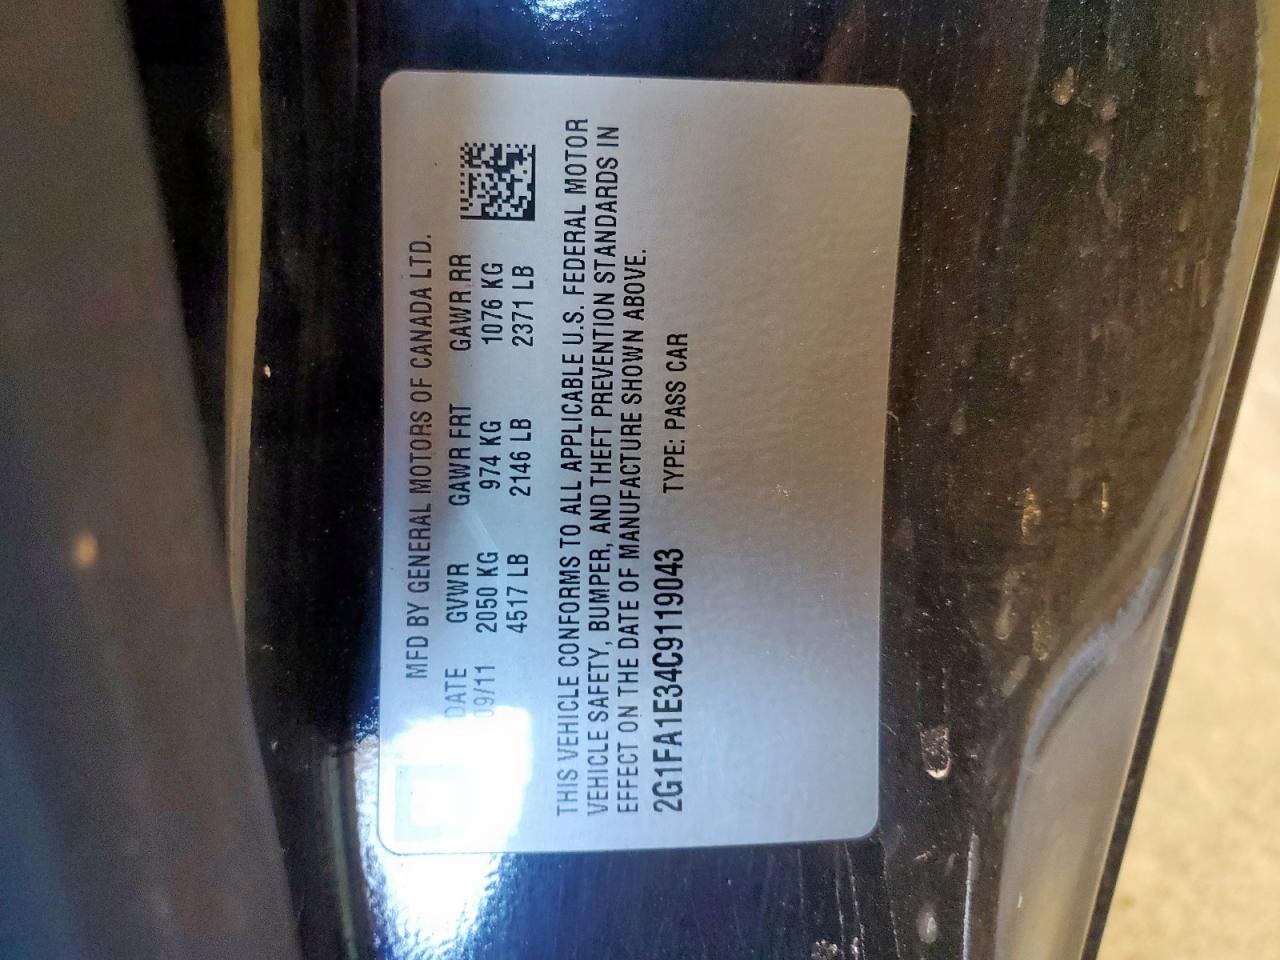 MFD BY GENERAL MOTORS OF CANADA LTD.
DATE GVWR GAWR FRT GAWR RR
09/11 2050 KG 974 KG 1076 KG
4517 LB 2146 LB 2371 LB
THIS VEHICLE CONFORMS TO ALL APPLICABLE U.S. FEDERAL MOTOR
VEHICLE SAFETY, BUMPER, AND THEFT PREVENTION STANDARDS IN
EFFECT ON THE DATE OF MANUFACTURE SHOWN ABOVE.
2G1FA1E34C9119043 TYPE: PASS CAR